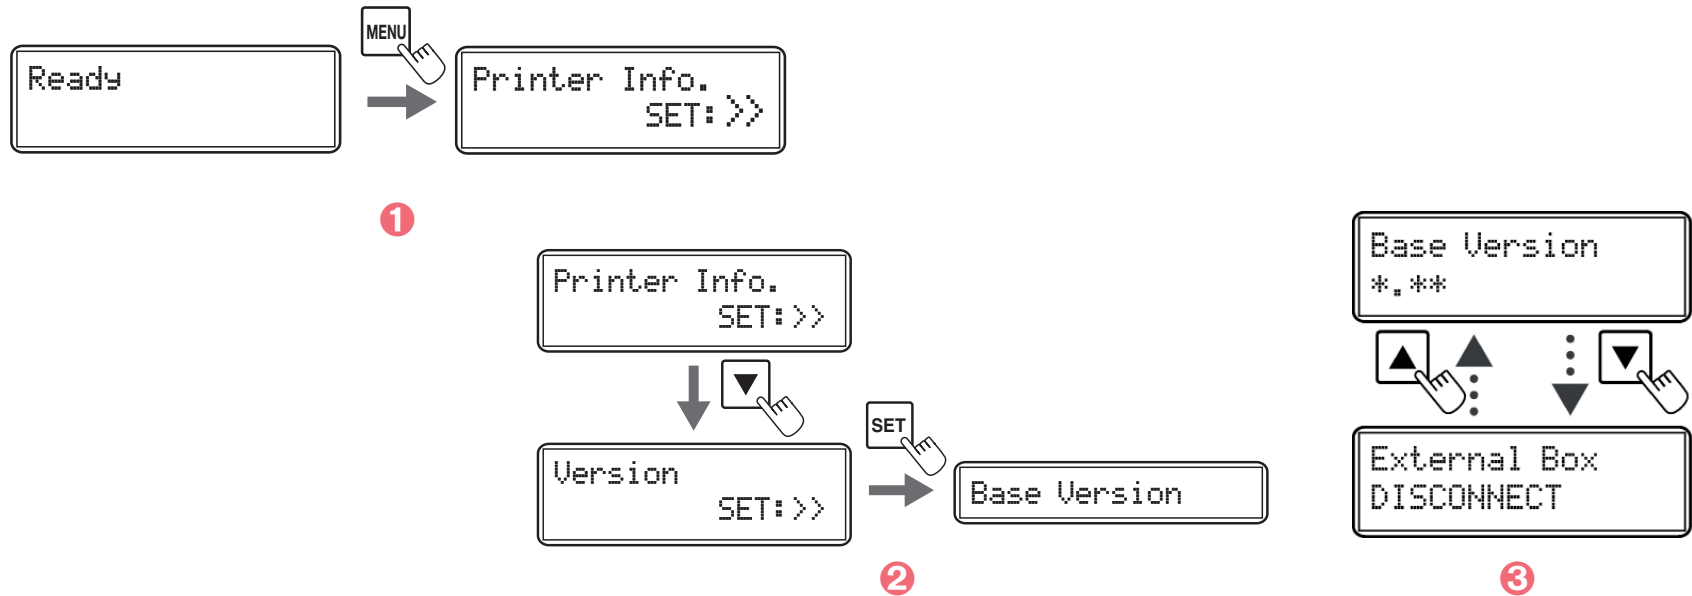 MENU
Ready
Printer Info.
SET:>>
1
Printer Info.
SET:>>
▼
Version
SET:>>
SET
Base Version
2
Base Version
*.**
▲
▼
External Box
DISCONNECT
3